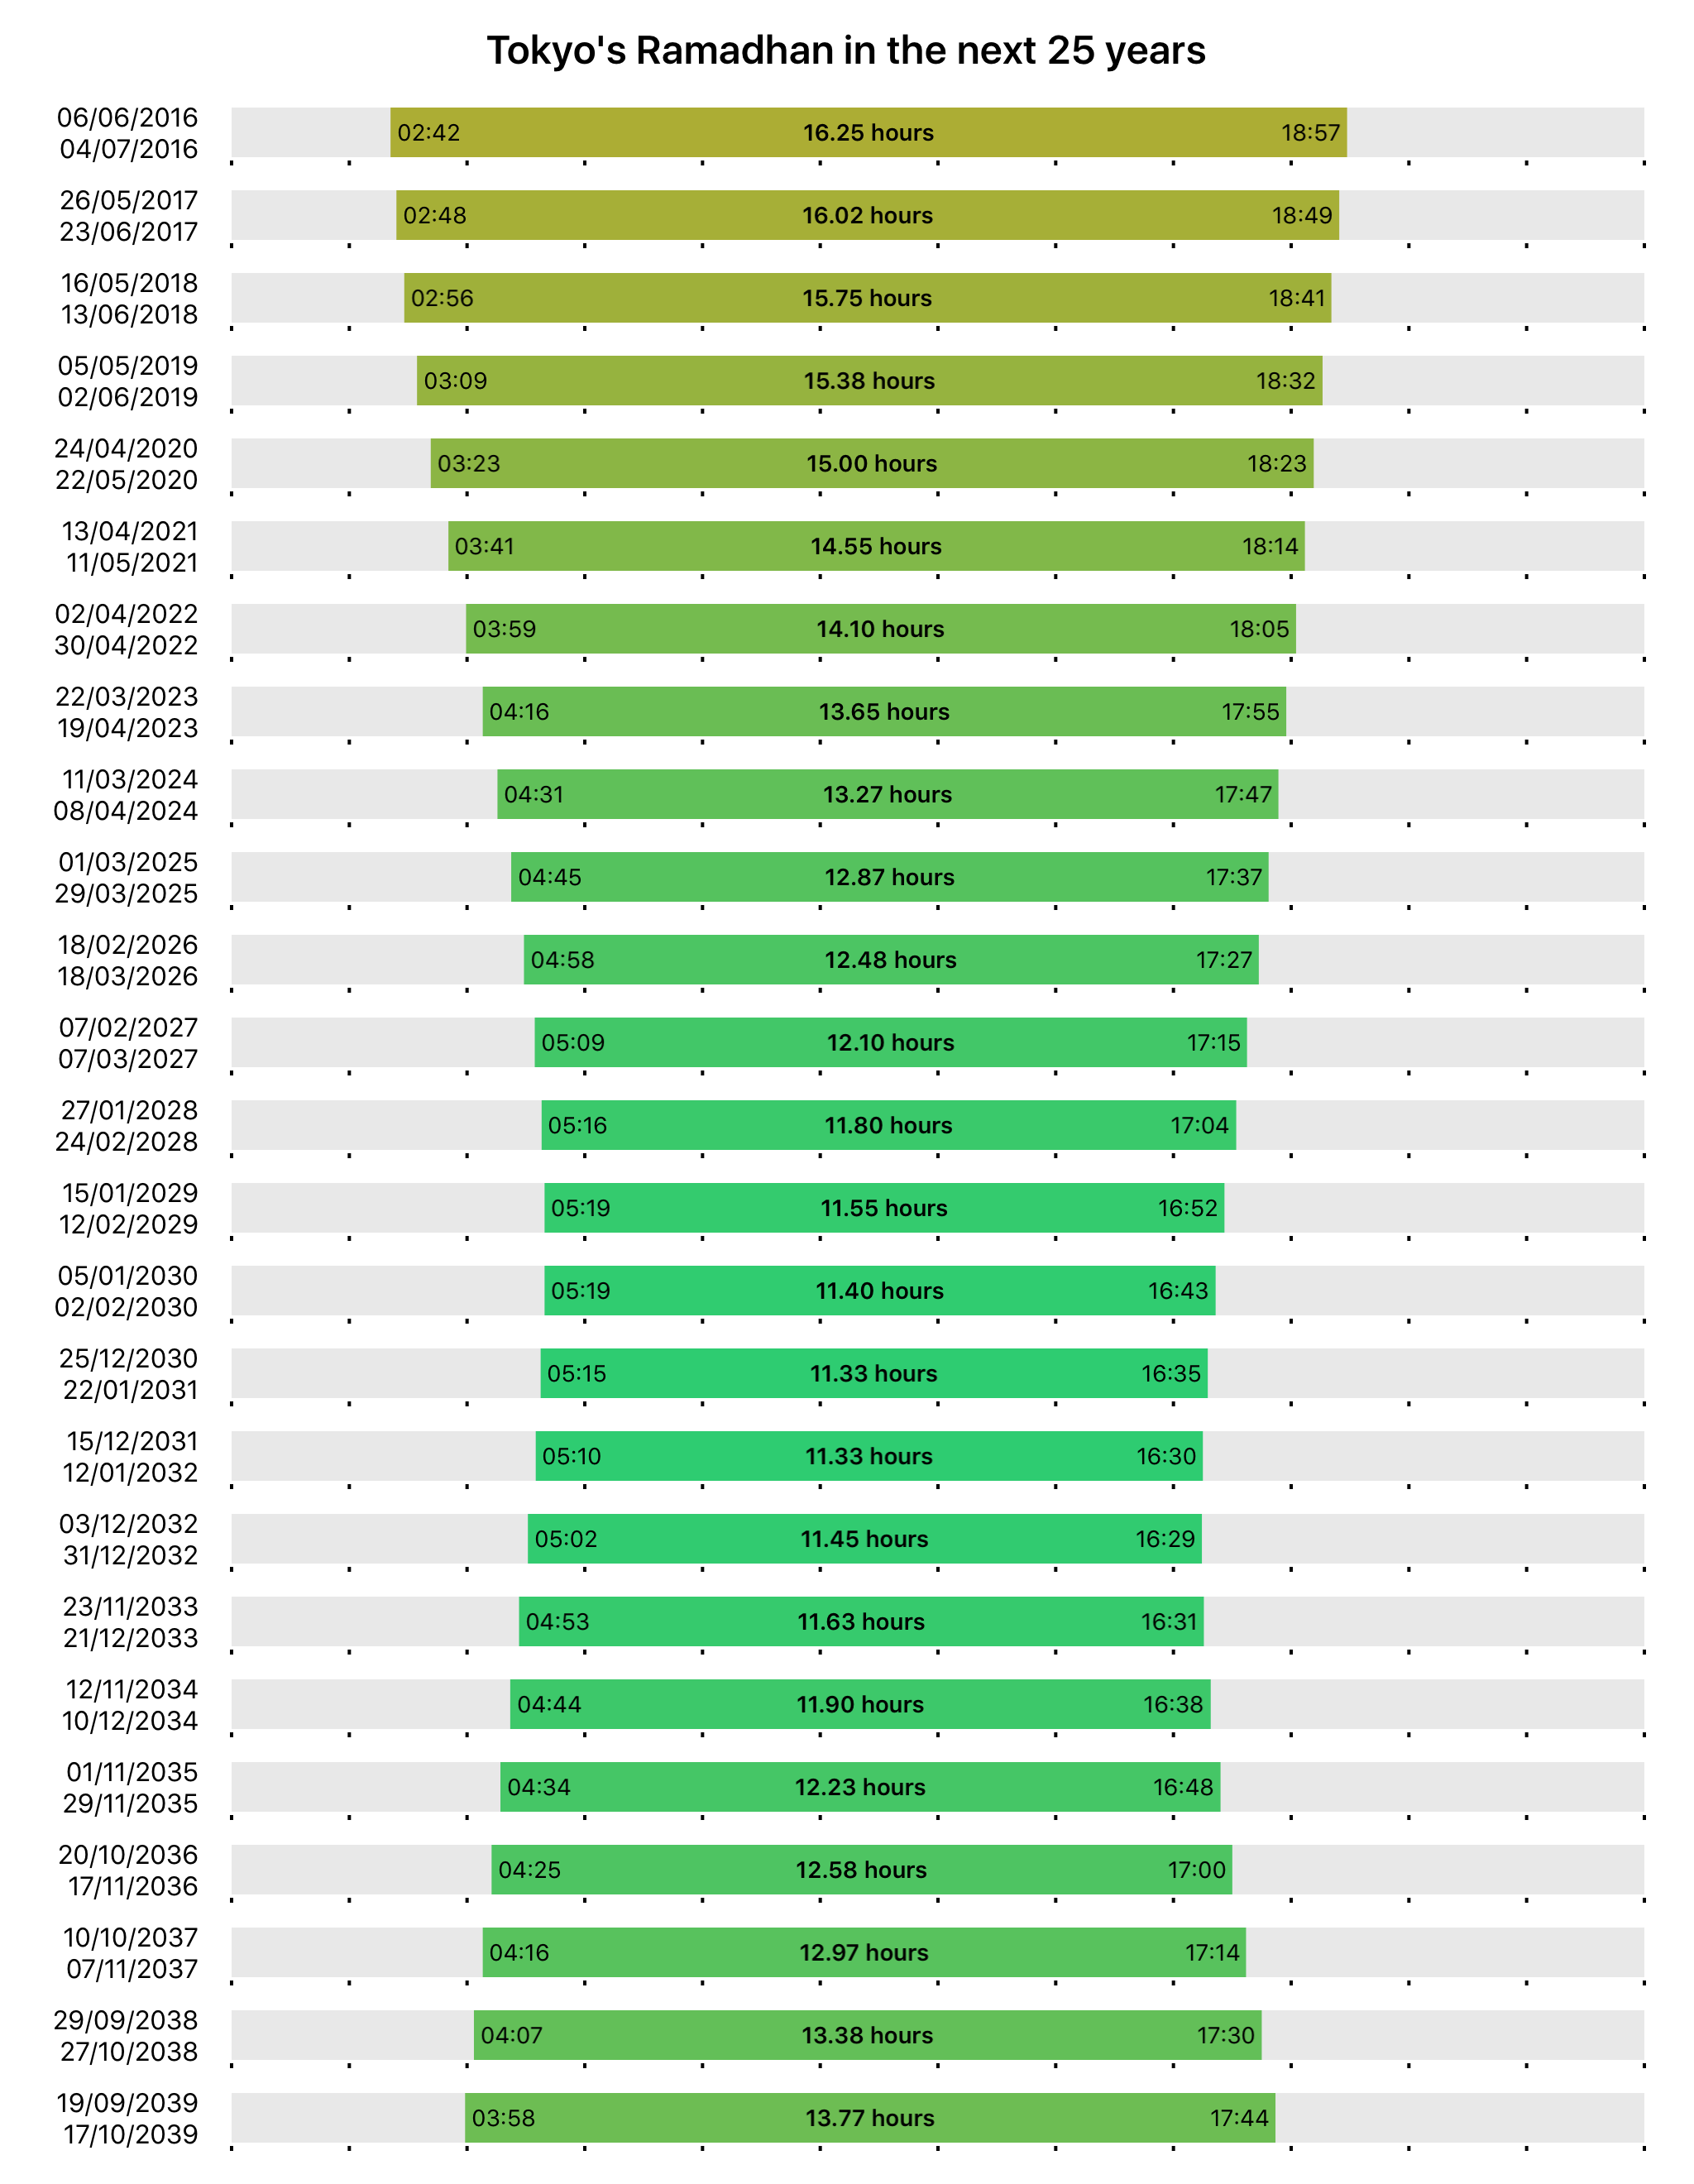 Tokyo's Ramadhan in the next 25 years
06/06/2016
04/07/2016
02:42 16.25 hours 18:57
26/05/2017
23/06/2017
02:48 16.02 hours 18:49
16/05/2018
13/06/2018
02:56 15.75 hours 18:41
05/05/2019
02/06/2019
03:09 15.38 hours 18:32
24/04/2020
22/05/2020
03:23 15.00 hours 18:23
13/04/2021
11/05/2021
03:41 14.55 hours 18:14
02/04/2022
30/04/2022
03:59 14.10 hours 18:05
22/03/2023
19/04/2023
04:16 13.65 hours 17:55
11/03/2024
08/04/2024
04:31 13.27 hours 17:47
01/03/2025
29/03/2025
04:45 12.87 hours 17:37
18/02/2026
18/03/2026
04:58 12.48 hours 17:27
07/02/2027
07/03/2027
05:09 12.10 hours 17:15
27/01/2028
24/02/2028
05:16 11.80 hours 17:04
15/01/2029
12/02/2029
05:19 11.55 hours 16:52
05/01/2030
02/02/2030
05:19 11.40 hours 16:43
25/12/2030
22/01/2031
05:15 11.33 hours 16:35
15/12/2031
12/01/2032
05:10 11.33 hours 16:30
03/12/2032
31/12/2032
05:02 11.45 hours 16:29
23/11/2033
21/12/2033
04:53 11.63 hours 16:31
12/11/2034
10/12/2034
04:44 11.90 hours 16:38
01/11/2035
29/11/2035
04:34 12.23 hours 16:48
20/10/2036
17/11/2036
04:25 12.58 hours 17:00
10/10/2037
07/11/2037
04:16 12.97 hours 17:14
29/09/2038
27/10/2038
04:07 13.38 hours 17:30
19/09/2039
17/10/2039
03:58 13.77 hours 17:44